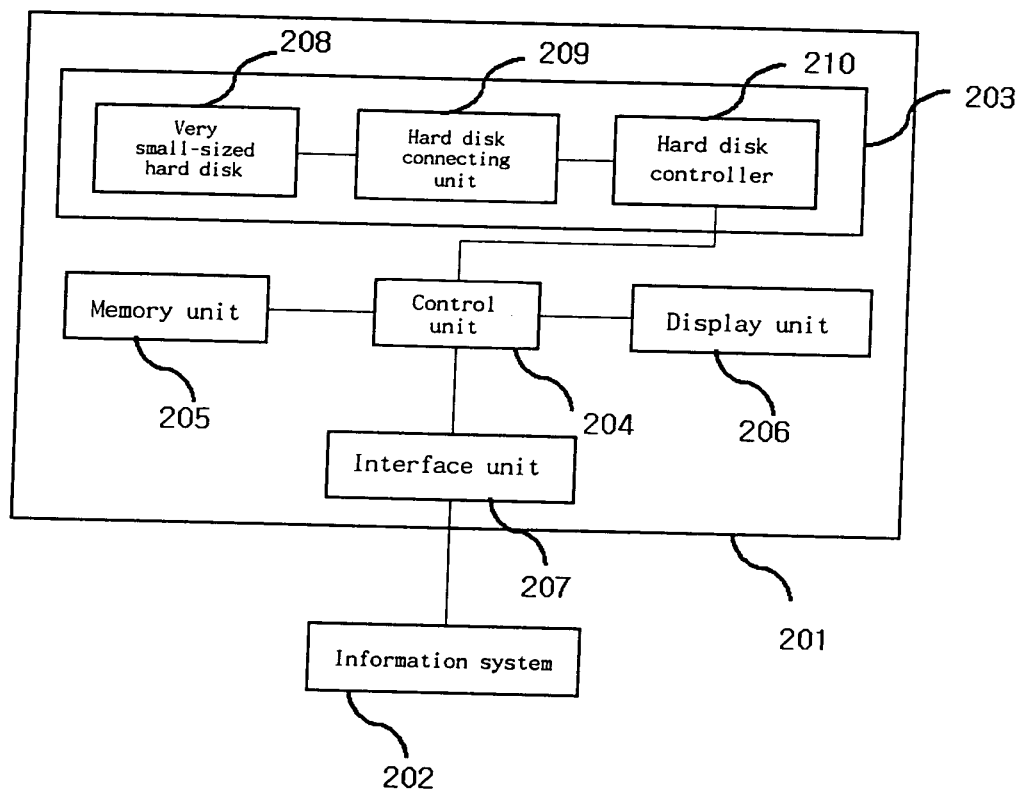 208
209
210
203
Very
small-sized
hard disk
Hard disk
connecting
unit
Hard disk
controller
Memory unit
Control
unit
Display unit
205
204
206
Interface unit
207
201
Information system
202